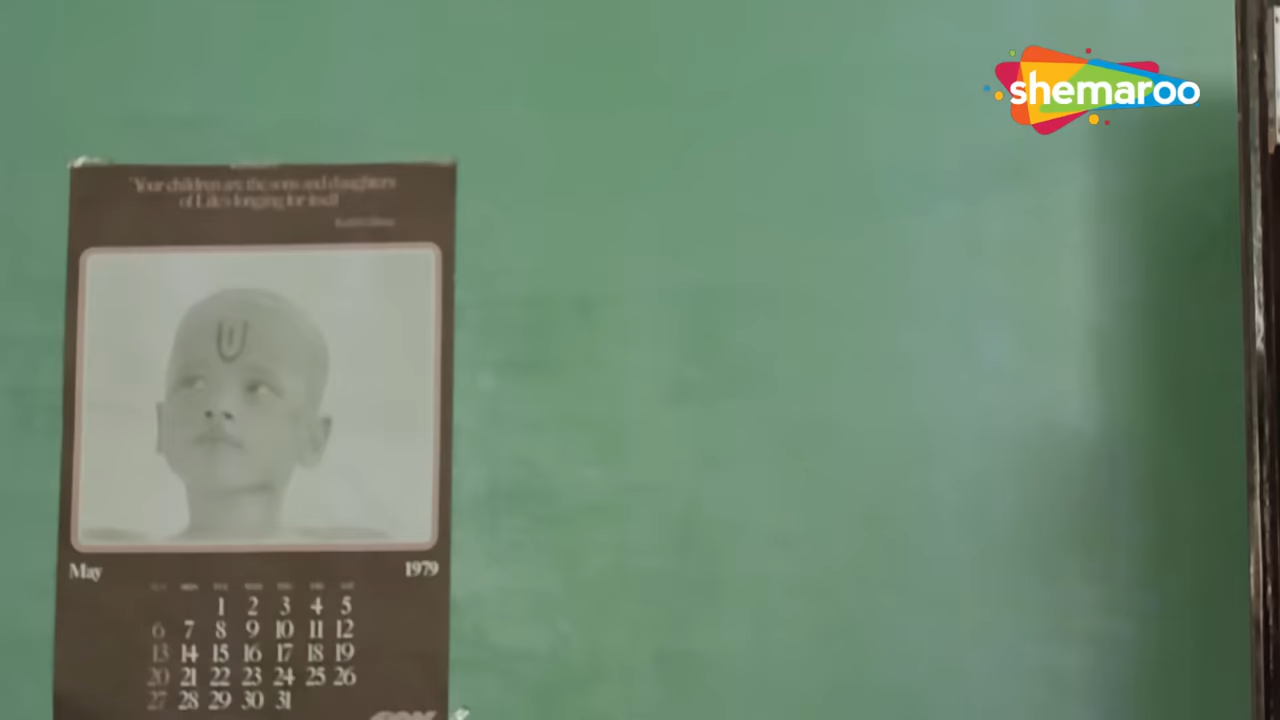 shemaroo
"Your children are the sons and daughters
of Life's longing for itself
May 1979
1 2 3 4 5
6 7 8 9 10 11 12
13 14 15 16 17 18 19
20 21 22 23 24 25 26
27 28 29 30 31